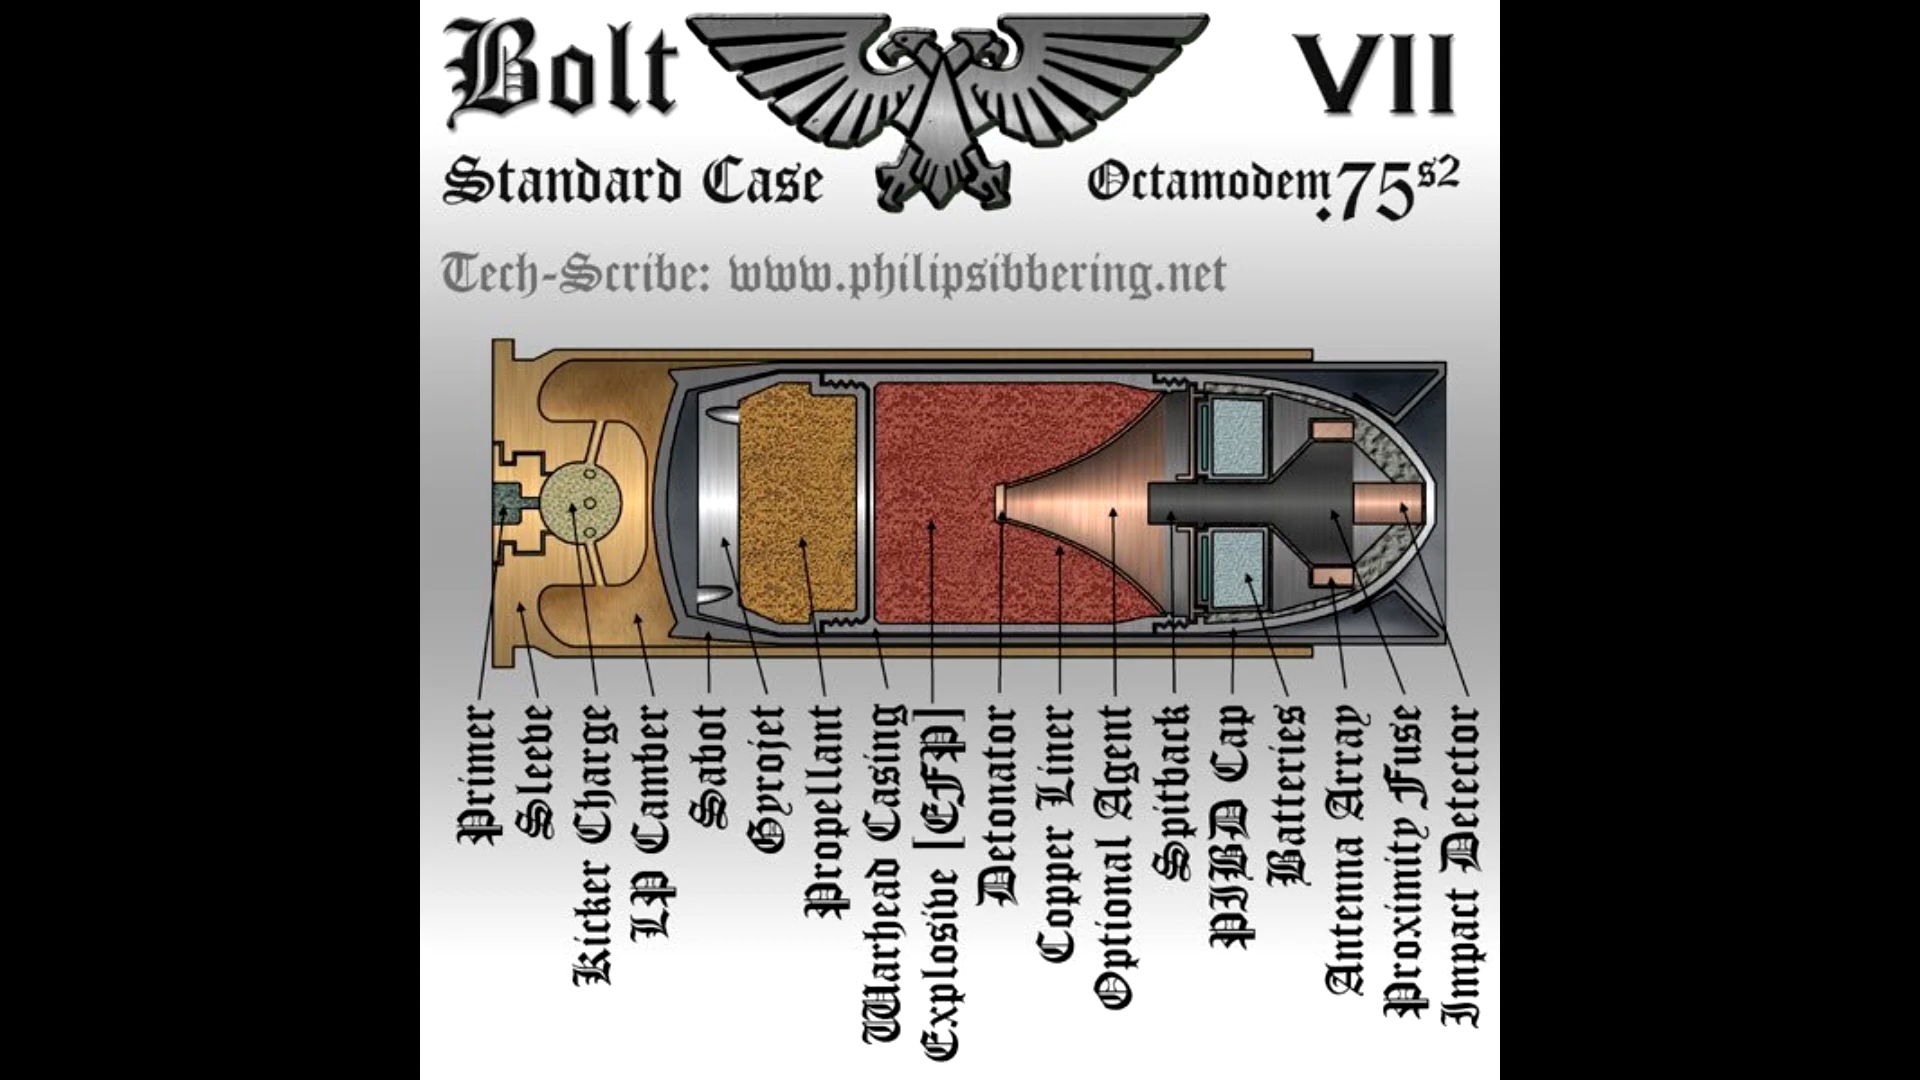 Bolt VII
Standard Case Octamodem .75s2
Tech-Scribe: www.philipsibbering.net
Primer
Sleeve
Kicker Charge
LP Camber
Sabot
Gyrojet
Propellant
Warhead Casing
Explosive [EFP]
Detonator
Copper Liner
Optional Agent
Spitback
PIBD Cap
Batteries
Antenna Array
Proximity Fuse
Impact Detector